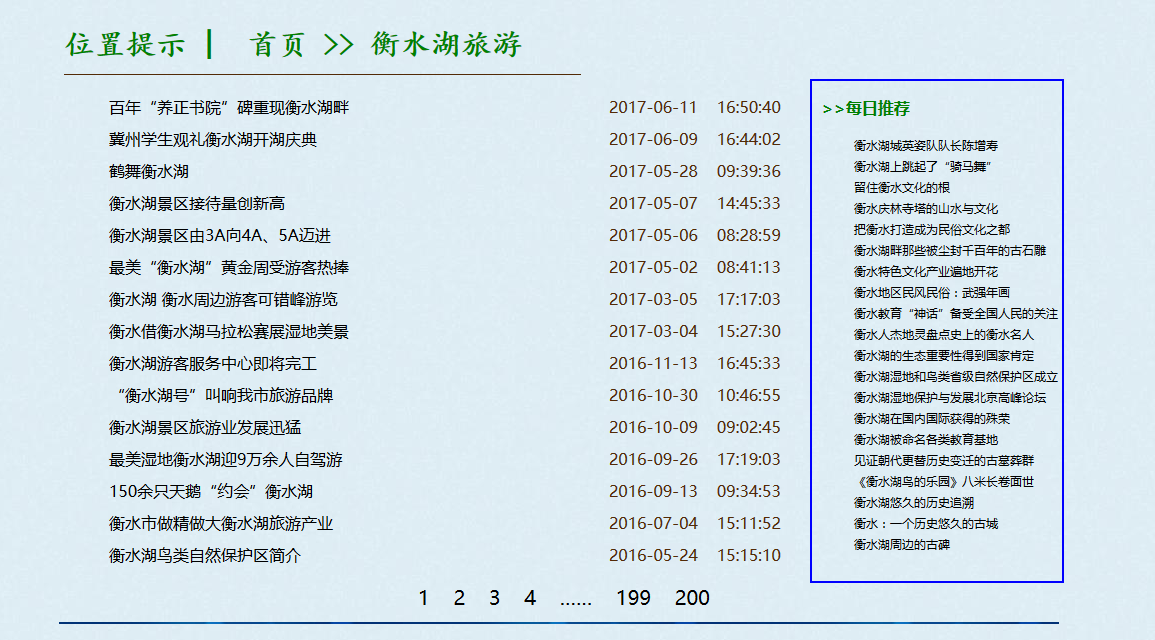 位置提示 | 首页 >> 衡水湖旅游
百年“养正书院”碑重现衡水湖畔 2017-06-11 16:50:40
冀州学生观礼衡水湖开湖庆典 2017-06-09 16:44:02
鹤舞衡水湖 2017-05-28 09:39:36
衡水湖景区接待量创新高 2017-05-07 14:45:33
衡水湖景区由3A向4A、5A迈进 2017-05-06 08:28:59
最美“衡水湖”黄金周受游客热捧 2017-05-02 08:41:13
衡水湖 衡水周边游客可错峰游览 2017-03-05 17:17:03
衡水借衡水湖马拉松赛展湿地美景 2017-03-04 15:27:30
衡水湖游客服务中心即将完工 2016-11-13 16:45:33
“衡水湖号”叫响我市旅游品牌 2016-10-30 10:46:55
衡水湖景区旅游业发展迅猛 2016-10-09 09:02:45
最美湿地衡水湖迎9万余人自驾游 2016-09-26 17:19:03
150余只天鹅“约会”衡水湖 2016-09-13 09:34:53
衡水市做精做大衡水湖旅游产业 2016-07-04 15:11:52
衡水湖鸟类自然保护区简介 2016-05-24 15:15:10
1 2 3 4 …… 199 200
>>每日推荐
衡水湖城英姿队队长陈增寿
衡水湖上跳起了“骑马舞”
留住衡水文化的根
衡水庆林寺塔的山水与文化
把衡水打造成为民俗文化之都
衡水湖畔那些被尘封千百年的古石雕
衡水特色文化产业遍地开花
衡水地区民风民俗：武强年画
衡水教育“神话”备受全国人民的关注
衡水人杰地灵盘点史上的衡水名人
衡水湖的生态重要性得到国家肯定
衡水湖湿地和鸟类省级自然保护区成立
衡水湖湿地保护与发展北京高峰论坛
衡水湖在国内国际获得的殊荣
衡水湖被命名各类教育基地
见证朝代更替历史变迁的古墓葬群
《衡水湖鸟的乐园》八米长卷面世
衡水湖悠久的历史追溯
衡水：一个历史悠久的古城
衡水湖周边的古碑